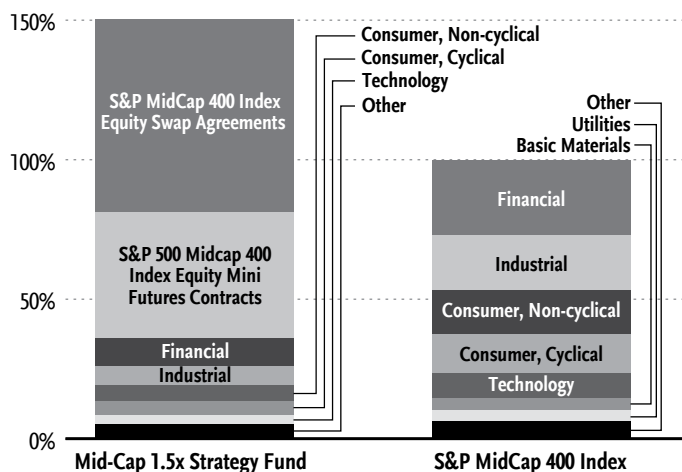 150%
100%
50%
0%
S&P MidCap 400 Index
Equity Swap Agreements
S&P 500 Midcap 400
Index Equity Mini
Futures Contracts
Financial
Industrial
Consumer, Non-cyclical
Consumer, Cyclical
Technology
Other
Mid-Cap 1.5x Strategy Fund
Other
Utilities
Basic Materials
Financial
Industrial
Consumer, Non-cyclical
Consumer, Cyclical
Technology
S&P MidCap 400 Index